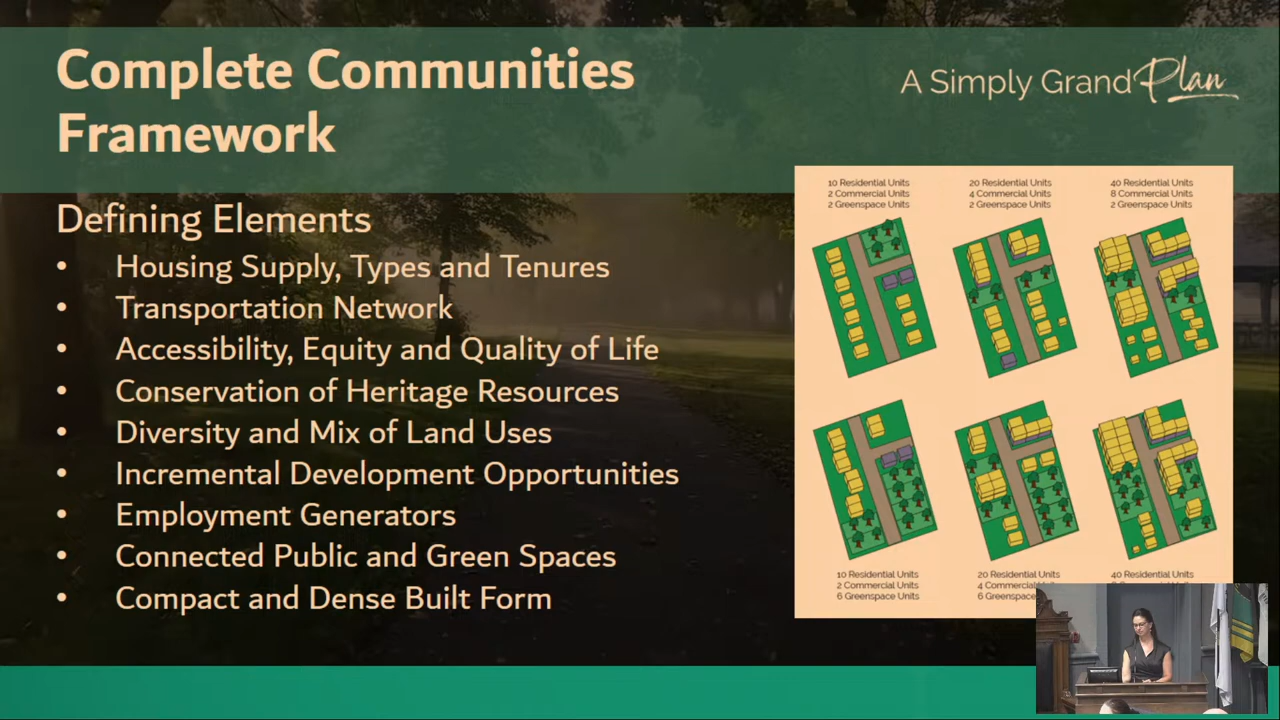 Complete Communities
Framework
A Simply Grand Plan
Defining Elements
• Housing Supply, Types and Tenures
• Transportation Network
• Accessibility, Equity and Quality of Life
• Conservation of Heritage Resources
• Diversity and Mix of Land Uses
• Incremental Development Opportunities
• Employment Generators
• Connected Public and Green Spaces
• Compact and Dense Built Form
10 Residential Units
2 Commercial Units
2 Greenspace Units
20 Residential Units
4 Commercial Units
2 Greenspace Units
40 Residential Units
8 Commercial Units
2 Greenspace Units
10 Residential Units
2 Commercial Units
6 Greenspace Units
20 Residential Units
4 Commercial
6 Greenspace
40 Residential Units